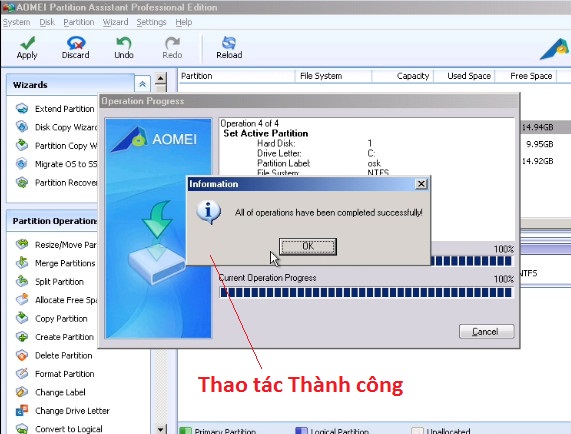 AOMEI Partition Assistant Professional Edition
System Disk Partition Wizard Settings Help
Apply Discard Undo Redo Reload
Wizards
Extend Partition
Disk Copy Wizard
Partition Copy W
Migrate OS to SS
Partition Recover
Partition Operations
Resize/Move Par
Merge Partitions
Split Partition
Allocate Free Spa
Copy Partition
Create Partition
Delete Partition
Format Partition
Change Label
Change Drive Letter
Convert to Logical
Partition File System Capacity Used Space Free Space
14.94GB
9.95GB
14.92GB
NTFS
Operation Progress
AOMEI
Operation 4 of 4
Set Active Partition
Hard Disk: 1
Drive Letter: C:
Partition Label: osk
File System: NTFS
Information
All of operations have been completed successfully!
OK
100%
Current Operation Progress 100%
Cancel
Thao tác Thành công
Primary Partition Logical Partition Unallocated